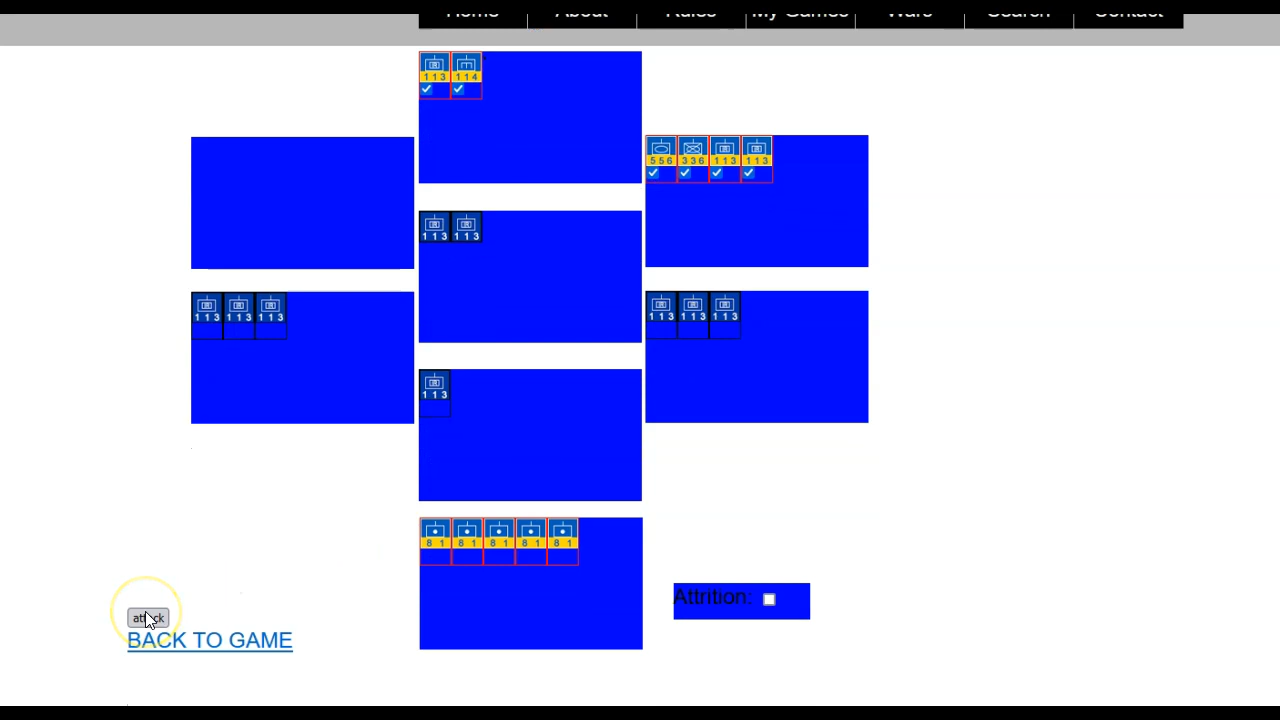 Home About Rules My Games Wars Search Contact
1 1 3 1 1 4
5 5 6 3 3 6 1 1 3 1 1 3
1 1 3 1 1 3
1 1 3 1 1 3 1 1 3
1 1 3 1 1 3 1 1 3
1 1 3
8 1 8 1 8 1 8 1 8 1
Attrition:
attack
BACK TO GAME